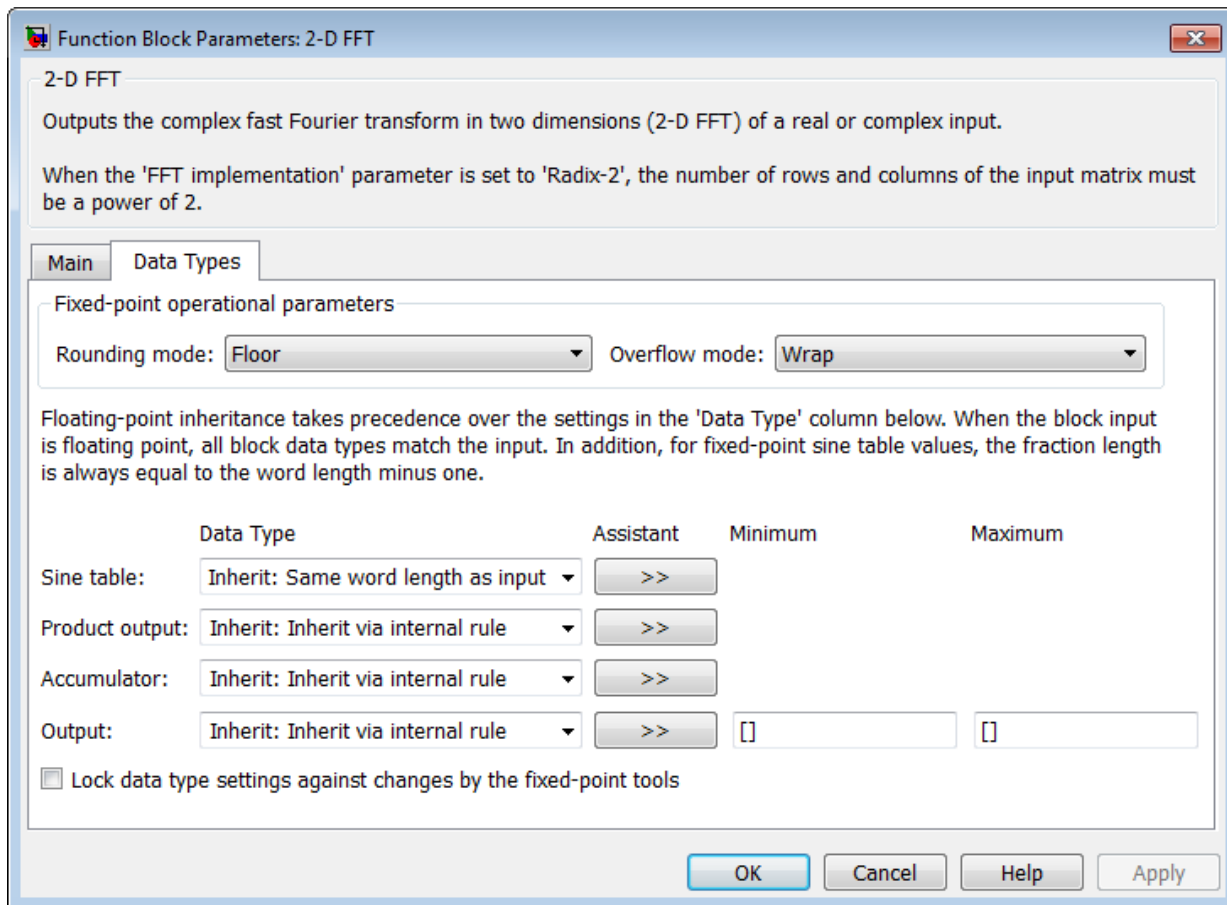 Function Block Parameters: 2-D FFT
2-D FFT
Outputs the complex fast Fourier transform in two dimensions (2-D FFT) of a real or complex input.
When the 'FFT implementation' parameter is set to 'Radix-2', the number of rows and columns of the input matrix must
be a power of 2.
Main Data Types
Fixed-point operational parameters
Rounding mode: Floor Overflow mode: Wrap
Floating-point inheritance takes precedence over the settings in the 'Data Type' column below. When the block input
is floating point, all block data types match the input. In addition, for fixed-point sine table values, the fraction length
is always equal to the word length minus one.
Data Type Assistant Minimum Maximum
Sine table: Inherit: Same word length as input >>
Product output: Inherit: Inherit via internal rule >>
Accumulator: Inherit: Inherit via internal rule >>
Output: Inherit: Inherit via internal rule >> [] []
Lock data type settings against changes by the fixed-point tools
OK Cancel Help Apply